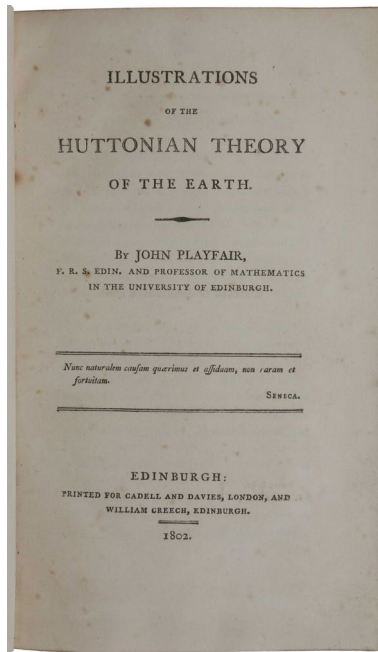 ILLUSTRATIONS
OF THE
HUTTONIAN THEORY
OF THE EARTH.
BY JOHN PLAYFAIR,
F. R. S. EDIN. AND PROFESSOR OF MATHEMATICS
IN THE UNIVERSITY OF EDINBURGH.
Nunc naturalem cauſam quærimus et aſſiduam, non raram et
fortuitam.
SENECA.
EDINBURGH:
PRINTED FOR CADELL AND DAVIES, LONDON, AND
WILLIAM CREECH, EDINBURGH.
1802.